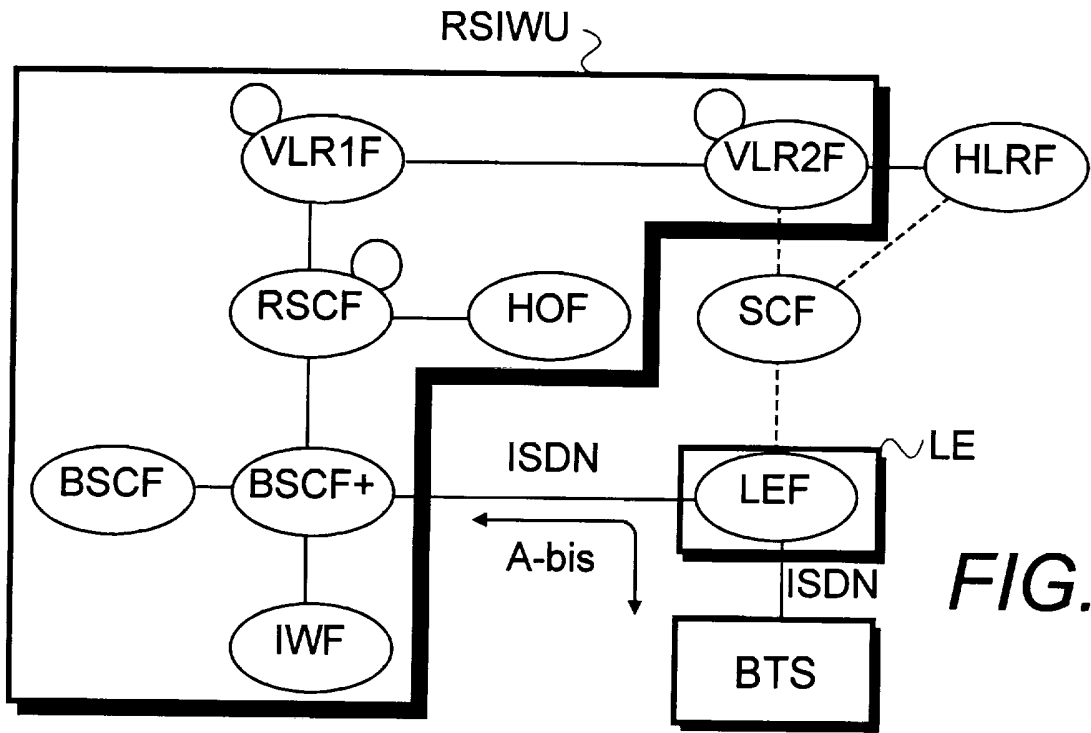 RSIWU
VLR1F
VLR2F
HLRF
RSCF
HOF
SCF
ISDN
LE
BSCF
BSCF+
LEF
A-bis
ISDN
FIG.
IWF
BTS